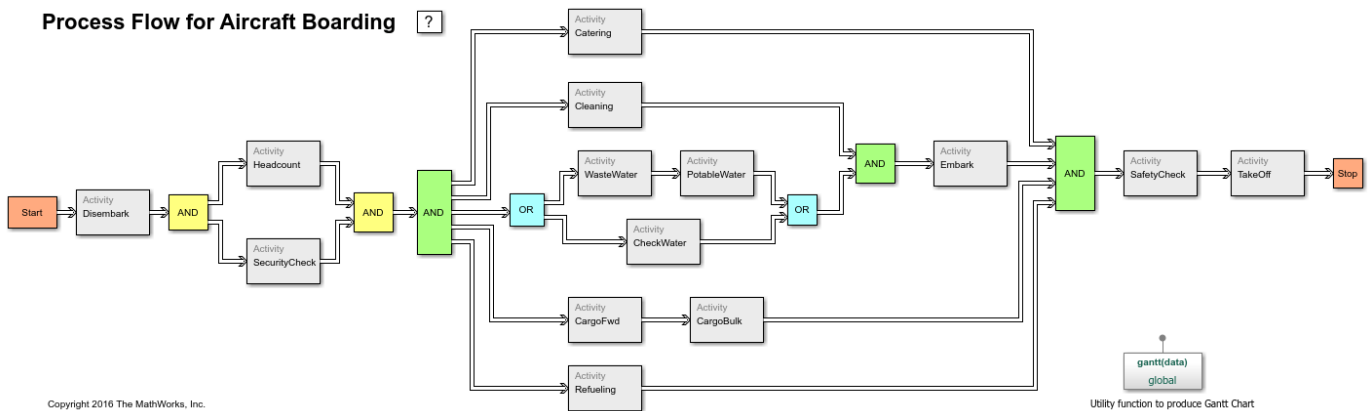 Process Flow for Aircraft Boarding
?
Activity
Catering
Activity
Cleaning
Activity
Headcount
Activity
WasteWater
Activity
PotableWater
AND
Activity
Embark
AND
Activity
SafetyCheck
Activity
TakeOff
Stop
Start
Activity
Disembark
AND
AND
AND
OR
OR
Activity
SecurityCheck
Activity
CheckWater
Activity
CargoFwd
Activity
CargoBulk
Activity
Refueling
gantt(data)
global
Utility function to produce Gantt Chart
Copyright 2016 The MathWorks, Inc.